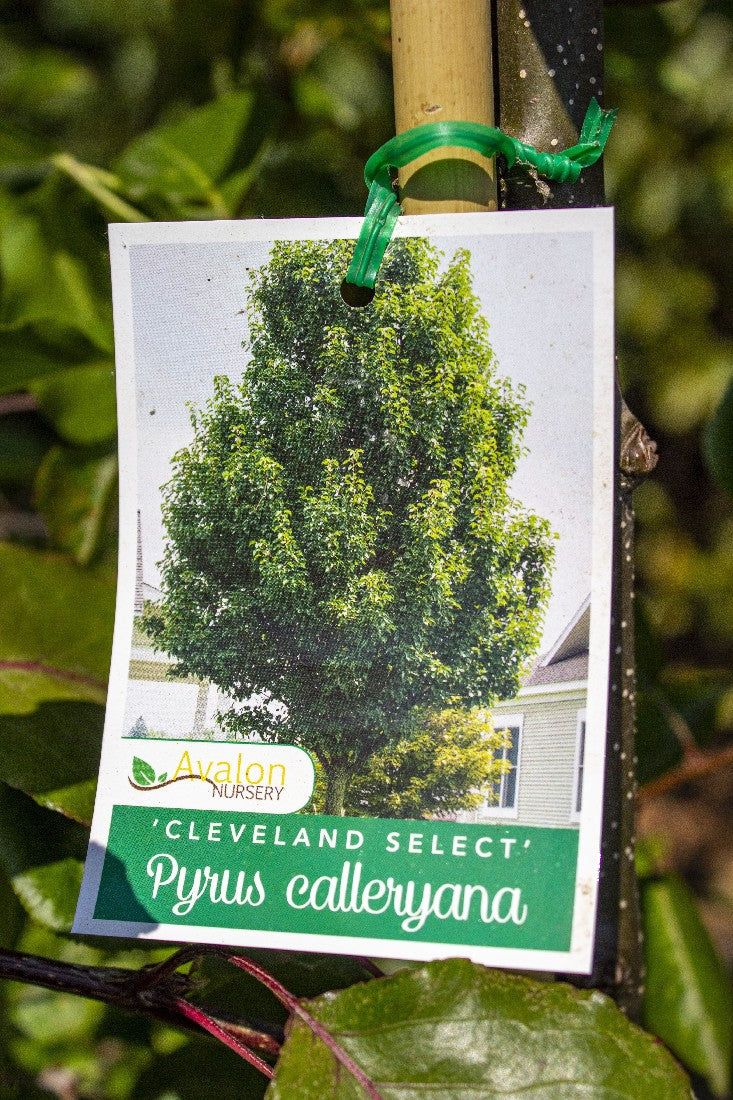 Avalon
NURSERY
'CLEVELAND SELECT'
Pyrus calleryana